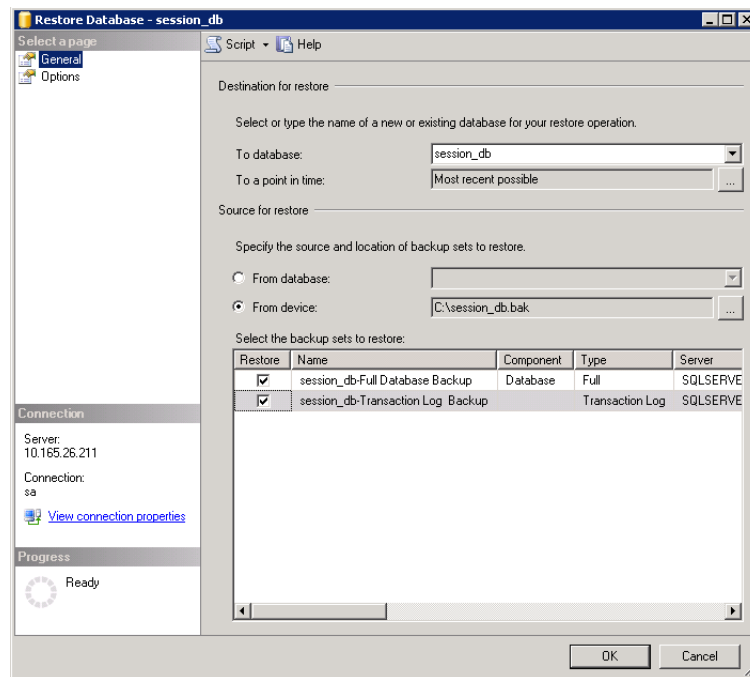 Restore Database - session_db
Select a page
General
Options
Script Help
Destination for restore
Select or type the name of a new or existing database for your restore operation.
To database: session_db
To a point in time: Most recent possible ...
Source for restore
Specify the source and location of backup sets to restore.
From database:
From device: C:\session_db.bak ...
Select the backup sets to restore:
Restore Name Component Type Server
session_db-Full Database Backup Database Full SQLSERVE
session_db-Transaction Log Backup Transaction Log SQLSERVE
Connection
Server:
10.165.26.211
Connection:
sa
View connection properties
Progress
Ready
OK Cancel